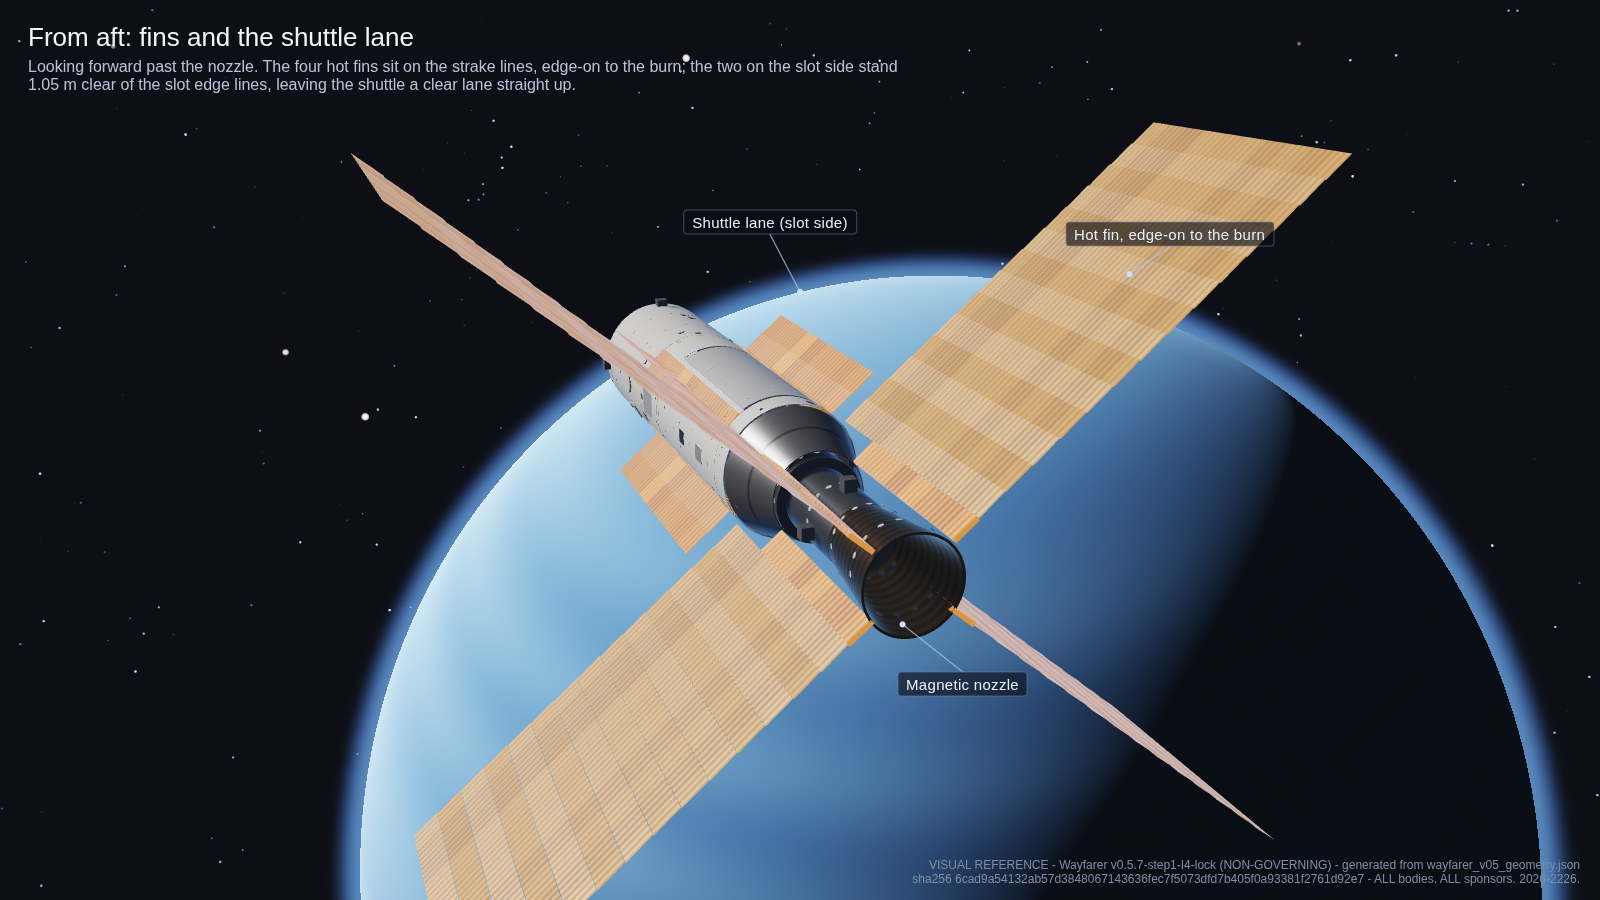 From aft: fins and the shuttle lane
Looking forward past the nozzle. The four hot fins sit on the strake lines, edge-on to the burn; the two on the slot side stand
1.05 m clear of the slot edge lines, leaving the shuttle a clear lane straight up.
Shuttle lane (slot side)
Hot fin, edge-on to the burn
Magnetic nozzle
VISUAL REFERENCE - Wayfarer v0.5.7-step1-I4-lock (NON-GOVERNING) - generated from wayfarer_v05_geometry.json
sha256 6cad9a54132ab57d3848067143636fec7f5073dfd7b405f0a93381f2761d92e7 - ALL bodies. ALL sponsors. 2026-2226.